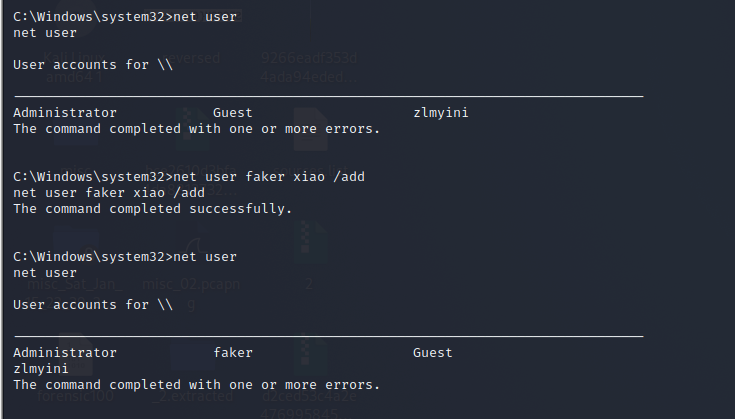 C:\Windows\system32>net user
net user
User accounts for \\
-------------------------------------------------------------------------------
Administrator Guest zlmyini
The command completed with one or more errors.
C:\Windows\system32>net user faker xiao /add
net user faker xiao /add
The command completed successfully.
C:\Windows\system32>net user
net user
User accounts for \\
-------------------------------------------------------------------------------
Administrator faker Guest
zlmyini
The command completed with one or more errors.